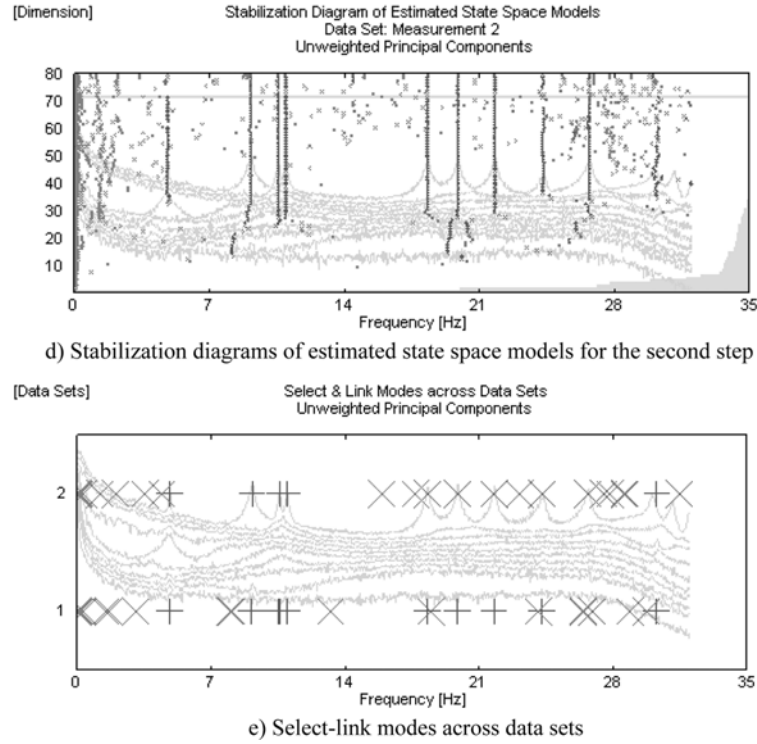 [Dimension]
Stabilization Diagram of Estimated State Space Models
Data Set: Measurement 2
Unweighted Principal Components
80
70
60
50
40
30
20
10
0 7 14 21 28 35
Frequency [Hz]
d) Stabilization diagrams of estimated state space models for the second step
[Data Sets]
Select & Link Modes across Data Sets
Unweighted Principal Components
2
1
0 7 14 21 28 35
Frequency [Hz]
e) Select-link modes across data sets